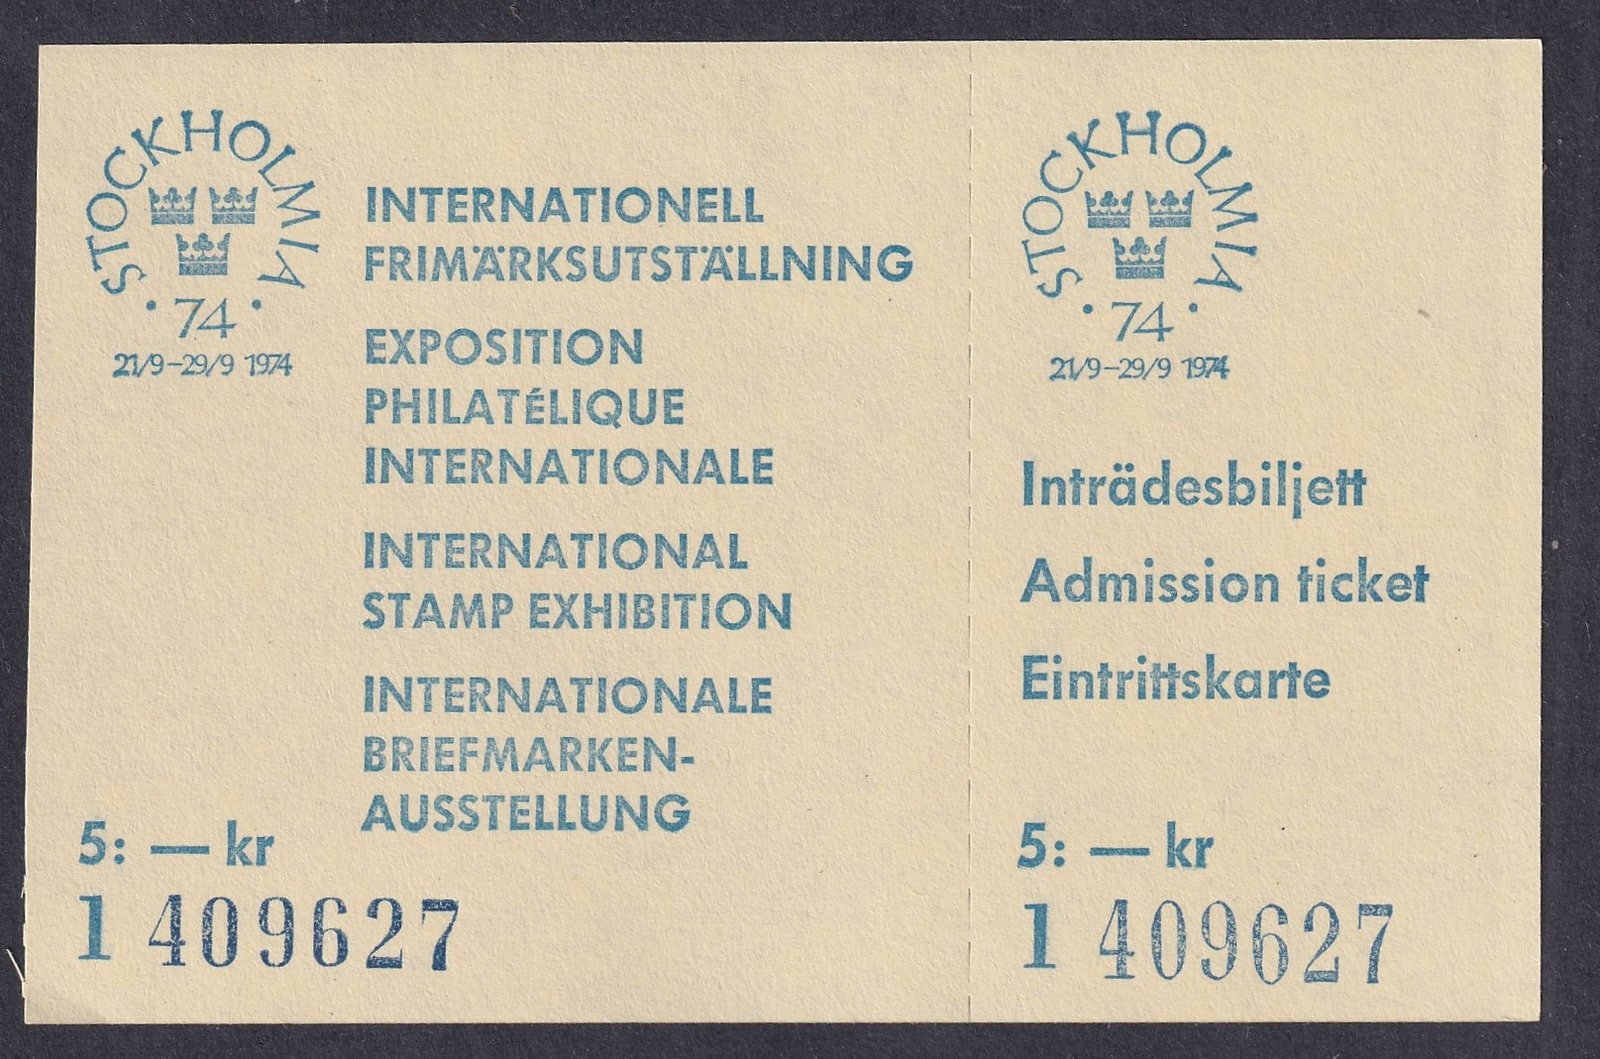 STOCKHOLMIA
• 74 •
21/9–29/9 1974
INTERNATIONELL
FRIMÄRKSUTSTÄLLNING
EXPOSITION
PHILATÉLIQUE
INTERNATIONALE
INTERNATIONAL
STAMP EXHIBITION
INTERNATIONALE
BRIEFMARKEN-
AUSSTELLUNG
5: — kr
1 409627
STOCKHOLMIA
• 74 •
21/9–29/9 1974
Inträdesbiljett
Admission ticket
Eintrittskarte
5: — kr
1 409627